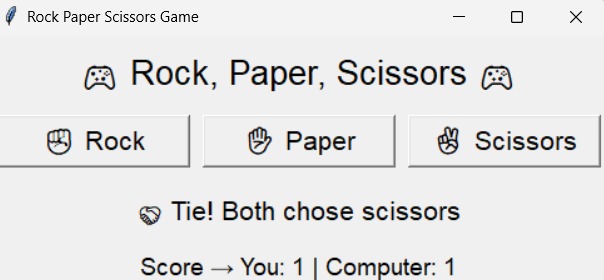 Rock Paper Scissors Game
🎮 Rock, Paper, Scissors 🎮
✊ Rock ✋ Paper ✌ Scissors
🤝 Tie! Both chose scissors
Score → You: 1 | Computer: 1